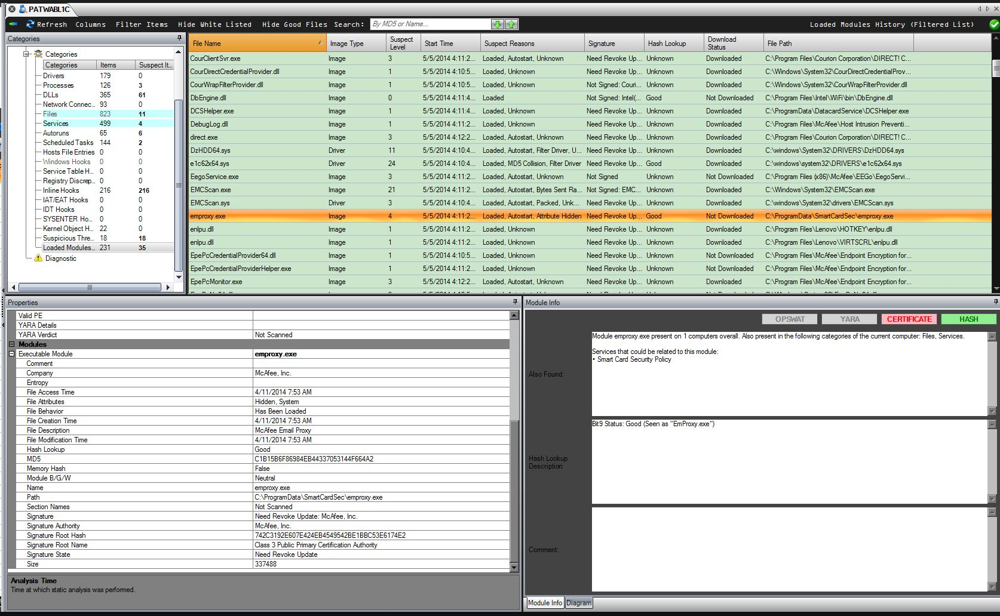 PATWABL1C
Refresh Columns Filter Items Hide White Listed Hide Good Files Search: By MD5 or Name... Loaded Modules History (Filtered List)
Categories
Categories
Categories Items Suspect It...
Drivers 179 0
Processes 126 3
DLLs 365 61
Network Connec... 93 0
Files 823 11
Services 499 4
Autoruns 65 6
Scheduled Tasks 144 2
Hosts File Entries 0 0
Windows Hooks 0 0
Service Table H... 0 0
Registry Discrep... 0 0
Inline Hooks 216 216
IAT/EAT Hooks 0 0
IDT Hooks 0 0
SYSENTER Ho... 0 0
Kernel Object H... 22 0
Suspicious Thre... 18 18
Loaded Modules... 231 35
Diagnostic
File Name Image Type Suspect Level Start Time Suspect Reasons Signature Hash Lookup Download Status File Path
CourClientSvr.exe Image 3 5/5/2014 4:11:2... Loaded, Autostart, Unknown Need Revoke Up... Unknown Downloaded C:\Program Files\Courion Corporation\DIRECT! C...
CourDirectCredentialProvider.dll Image 1 5/5/2014 4:10:5... Loaded, Unknown Need Revoke Up... Unknown Downloaded C:\Windows\System32\CourDirectCredentialProv...
CourWrapFilterProvider.dll Image 1 5/5/2014 4:10:5... Loaded, Unknown Not Signed: Couri... Unknown Downloaded C:\Windows\System32\CourWrapFilterProvider.dll
DbEngine.dll Image 0 5/5/2014 4:11:4... Loaded Not Signed: Intel(... Good Not Downloaded C:\Program Files\Intel\WiFi\bin\DbEngine.dll
DCSHelper.exe Image 1 5/5/2014 4:11:4... Loaded, Unknown Need Revoke Up... Unknown Downloaded C:\ProgramData\DatacardService\DCSHelper.exe
DebugLog.dll Image 1 5/5/2014 4:11:2... Loaded, Unknown Need Revoke Up... Unknown Downloaded C:\Program Files\McAfee\Host Intrusion Preventi...
direct.exe Image 3 5/5/2014 4:12:2... Loaded, Autostart, Unknown Need Revoke Up... Unknown Downloaded C:\Program Files\Courion Corporation\DIRECT! C...
DzHDD64.sys Driver 11 5/5/2014 4:10:4... Loaded, Autostart, Filter Driver, U... Need Revoke Up... Unknown Downloaded C:\windows\System32\DRIVERS\DzHDD64.sys
e1c62x64.sys Driver 24 5/5/2014 4:10:4... Loaded, MD5 Collision, Filter Driver Need Revoke Up... Good Downloaded C:\windows\system32\DRIVERS\e1c62x64.sys
EegoService.exe Image 3 5/5/2014 4:11:2... Loaded, Autostart, Unknown Not Signed Unknown Not Downloaded C:\Program Files (x86)\McAfee\EEGo\EegoServi...
EMCScan.exe Image 21 5/5/2014 4:11:2... Loaded, Autostart, Bytes Sent Ra... Not Signed: EMC... Unknown Downloaded C:\Windows\System32\EMCScan.exe
EMCScan.sys Driver 3 5/5/2014 4:11:2... Loaded, Autostart, Packed, Unk... Need Revoke Up... Unknown Downloaded C:\Windows\System32\drivers\EMCScan.sys
emproxy.exe Image 4 5/5/2014 4:11:2... Loaded, Autostart, Attribute Hidden Need Revoke Up... Good Not Downloaded C:\ProgramData\SmartCardSec\emproxy.exe
enlpu.dll Image 1 5/5/2014 4:11:2... Loaded, Unknown Need Revoke Up... Unknown Downloaded C:\Program Files\Lenovo\HOTKEY\enlpu.dll
enlpu.dll Image 1 5/5/2014 4:11:2... Loaded, Unknown Need Revoke Up... Unknown Downloaded C:\Program Files\Lenovo\VIRTSCRL\enlpu.dll
EpePcCredentialProvider64.dll Image 1 5/5/2014 4:10:5... Loaded, Unknown Need Revoke Up... Unknown Not Downloaded C:\Program Files\McAfee\Endpoint Encryption for...
EpePcCredentialProviderHelper.exe Image 1 5/5/2014 4:11:2... Loaded, Unknown Need Revoke Up... Unknown Not Downloaded C:\Program Files\McAfee\Endpoint Encryption for...
EpePcMonitor.exe Image 3 5/5/2014 4:12:2... Loaded, Autostart, Unknown Need Revoke Up... Unknown Downloaded C:\Program Files\McAfee\Endpoint Encryption for...
Properties
Valid PE
YARA Details
YARA Verdict Not Scanned
Modules
Executable Module emproxy.exe
Comment
Company McAfee, Inc.
Entropy
File Access Time 4/11/2014 7:53 AM
File Attributes Hidden, System
File Behavior Has Been Loaded
File Creation Time 4/11/2014 7:53 AM
File Description McAfee Email Proxy
File Modification Time 4/11/2014 7:53 AM
Hash Lookup Good
MD5 C1B15B6F86984EB44337053144F664A2
Memory Hash False
Module B/G/W Neutral
Name emproxy.exe
Path C:\ProgramData\SmartCardSec\emproxy.exe
Section Names Not Scanned
Signature Need Revoke Update: McAfee, Inc.
Signature Authority McAfee, Inc.
Signature Root Hash 742C3192E607E424EB4549542BE1BBC53E6174E2
Signature Root Name Class 3 Public Primary Certification Authority
Signature State Need Revoke Update
Size 337488
Analysis Time
Time at which static analysis was performed.
Module Info
OPSWAT YARA CERTIFICATE HASH
Also Found:
Module emproxy.exe present on 1 computers overall. Also present in the following categories of the current computer: Files, Services.
Services that could be related to this module:
• Smart Card Security Policy
Hash Lookup Description:
Bit9 Status: Good (Seen as "EmProxy.exe")
Comment:
Module Info Diagram